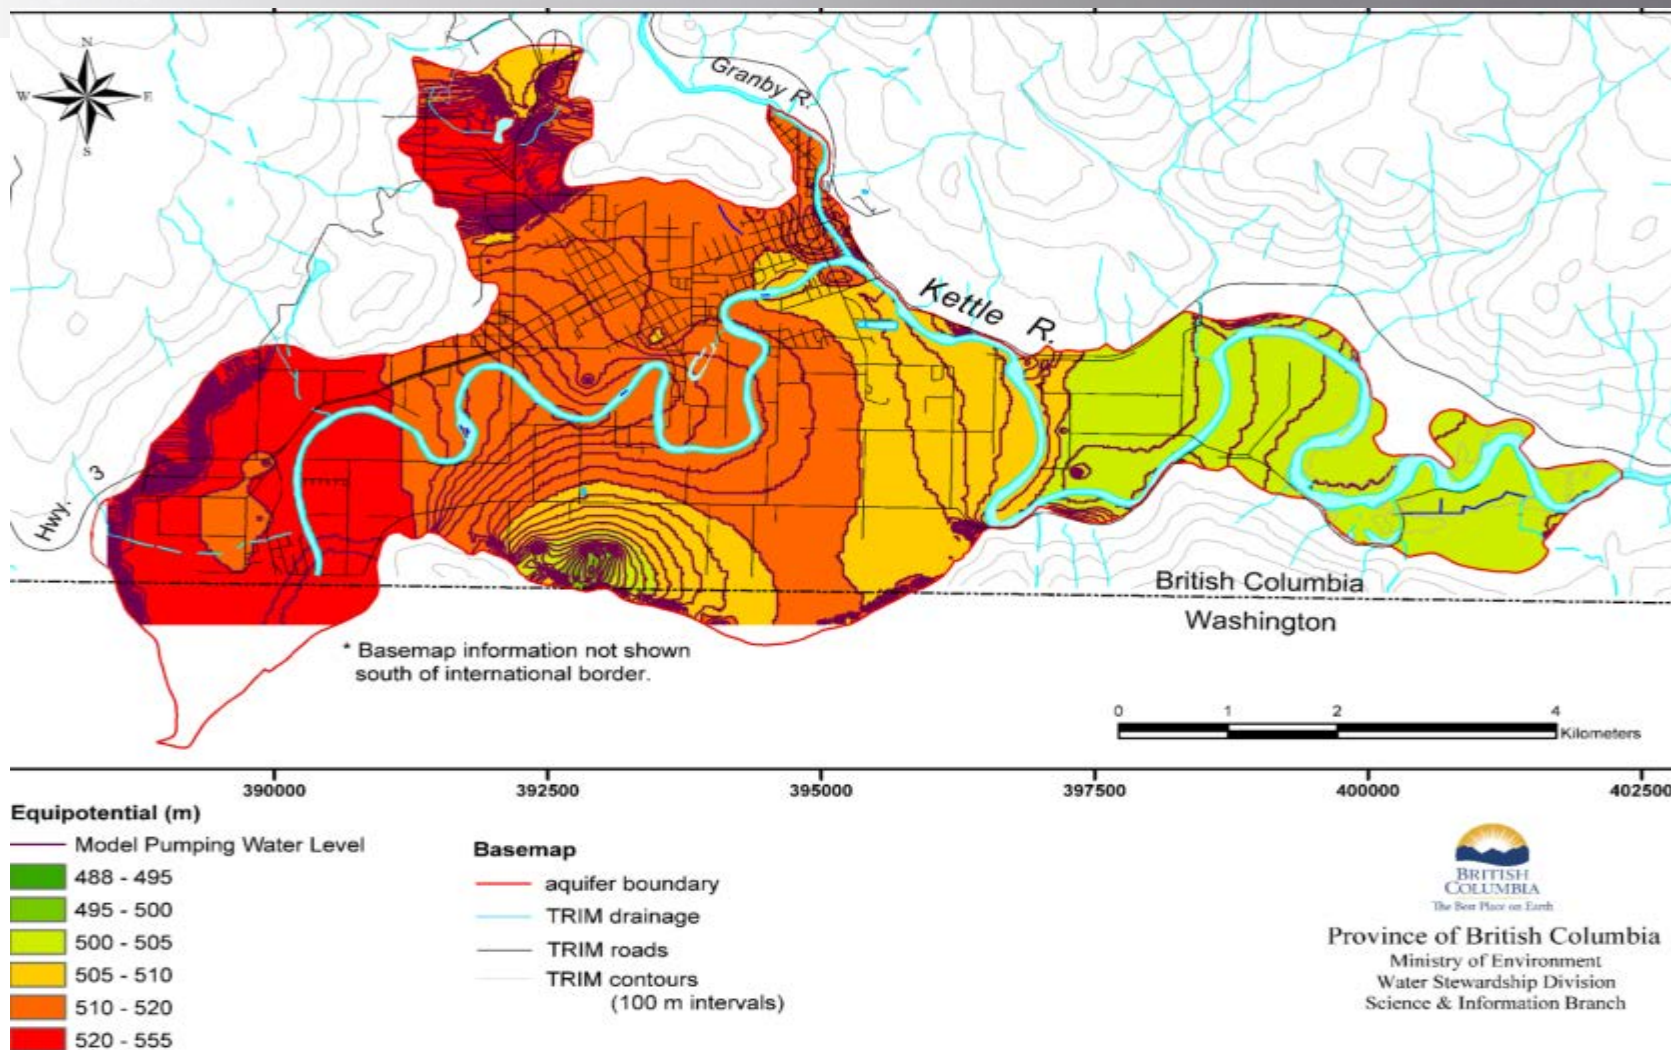 N
W
E
S
Granby R.
Kettle R.
Hwy. 3
British Columbia
Washington
* Basemap information not shown
south of international border.
0 1 2 4
Kilometers
390000 392500 395000 397500 400000 402500
Equipotential (m)
Model Pumping Water Level
488 - 495
495 - 500
500 - 505
505 - 510
510 - 520
520 - 555
Basemap
aquifer boundary
TRIM drainage
TRIM roads
TRIM contours
(100 m intervals)
BRITISH
COLUMBIA
The Best Place on Earth
Province of British Columbia
Ministry of Environment
Water Stewardship Division
Science & Information Branch